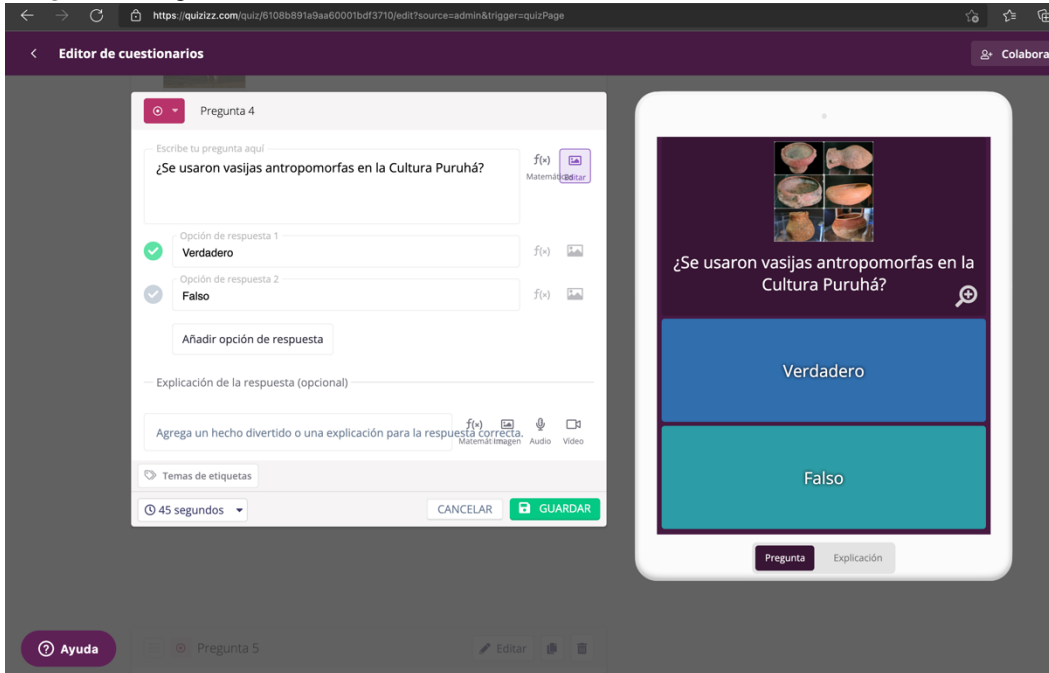 https://quizizz.com/quiz/6108b891a9aa60001bdf3710/edit?source=admin&trigger=quizPage
Editor de cuestionarios
Colabora
Pregunta 4
Escribe tu pregunta aquí
¿Se usaron vasijas antropomorfas en la Cultura Puruhá?
f(x)
Editar
Opción de respuesta 1
Verdadero
f(x)
Opción de respuesta 2
Falso
f(x)
Añadir opción de respuesta
Explicación de la respuesta (opcional)
Agrega un hecho divertido o una explicación para la respuesta correcta.
f(x)
Imagen
Audio
Vídeo
Temas de etiquetas
45 segundos
CANCELAR
GUARDAR
¿Se usaron vasijas antropomorfas en la
Cultura Puruhá?
Verdadero
Falso
Pregunta
Explicación
Ayuda
Pregunta 5
Editar